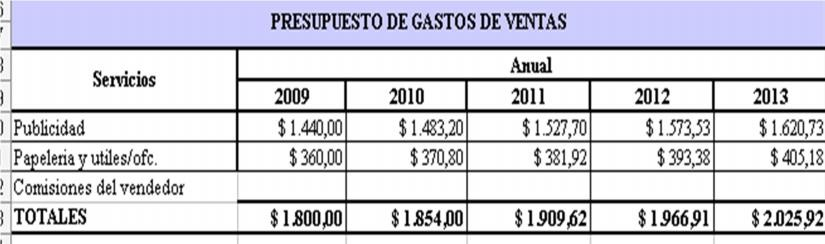 PRESUPUESTO DE GASTOS DE VENTAS
Servicios Anual
2009 2010 2011 2012 2013
Publicidad $ 1.440,00 $ 1.483,20 $ 1.527,70 $ 1.573,53 $ 1.620,73
Papeleria y utiles/ofc. $ 360,00 $ 370,80 $ 381,92 $ 393,38 $ 405,18
Comisiones del vendedor
TOTALES $ 1.800,00 $ 1.854,00 $ 1.909,62 $ 1.966,91 $ 2.025,92